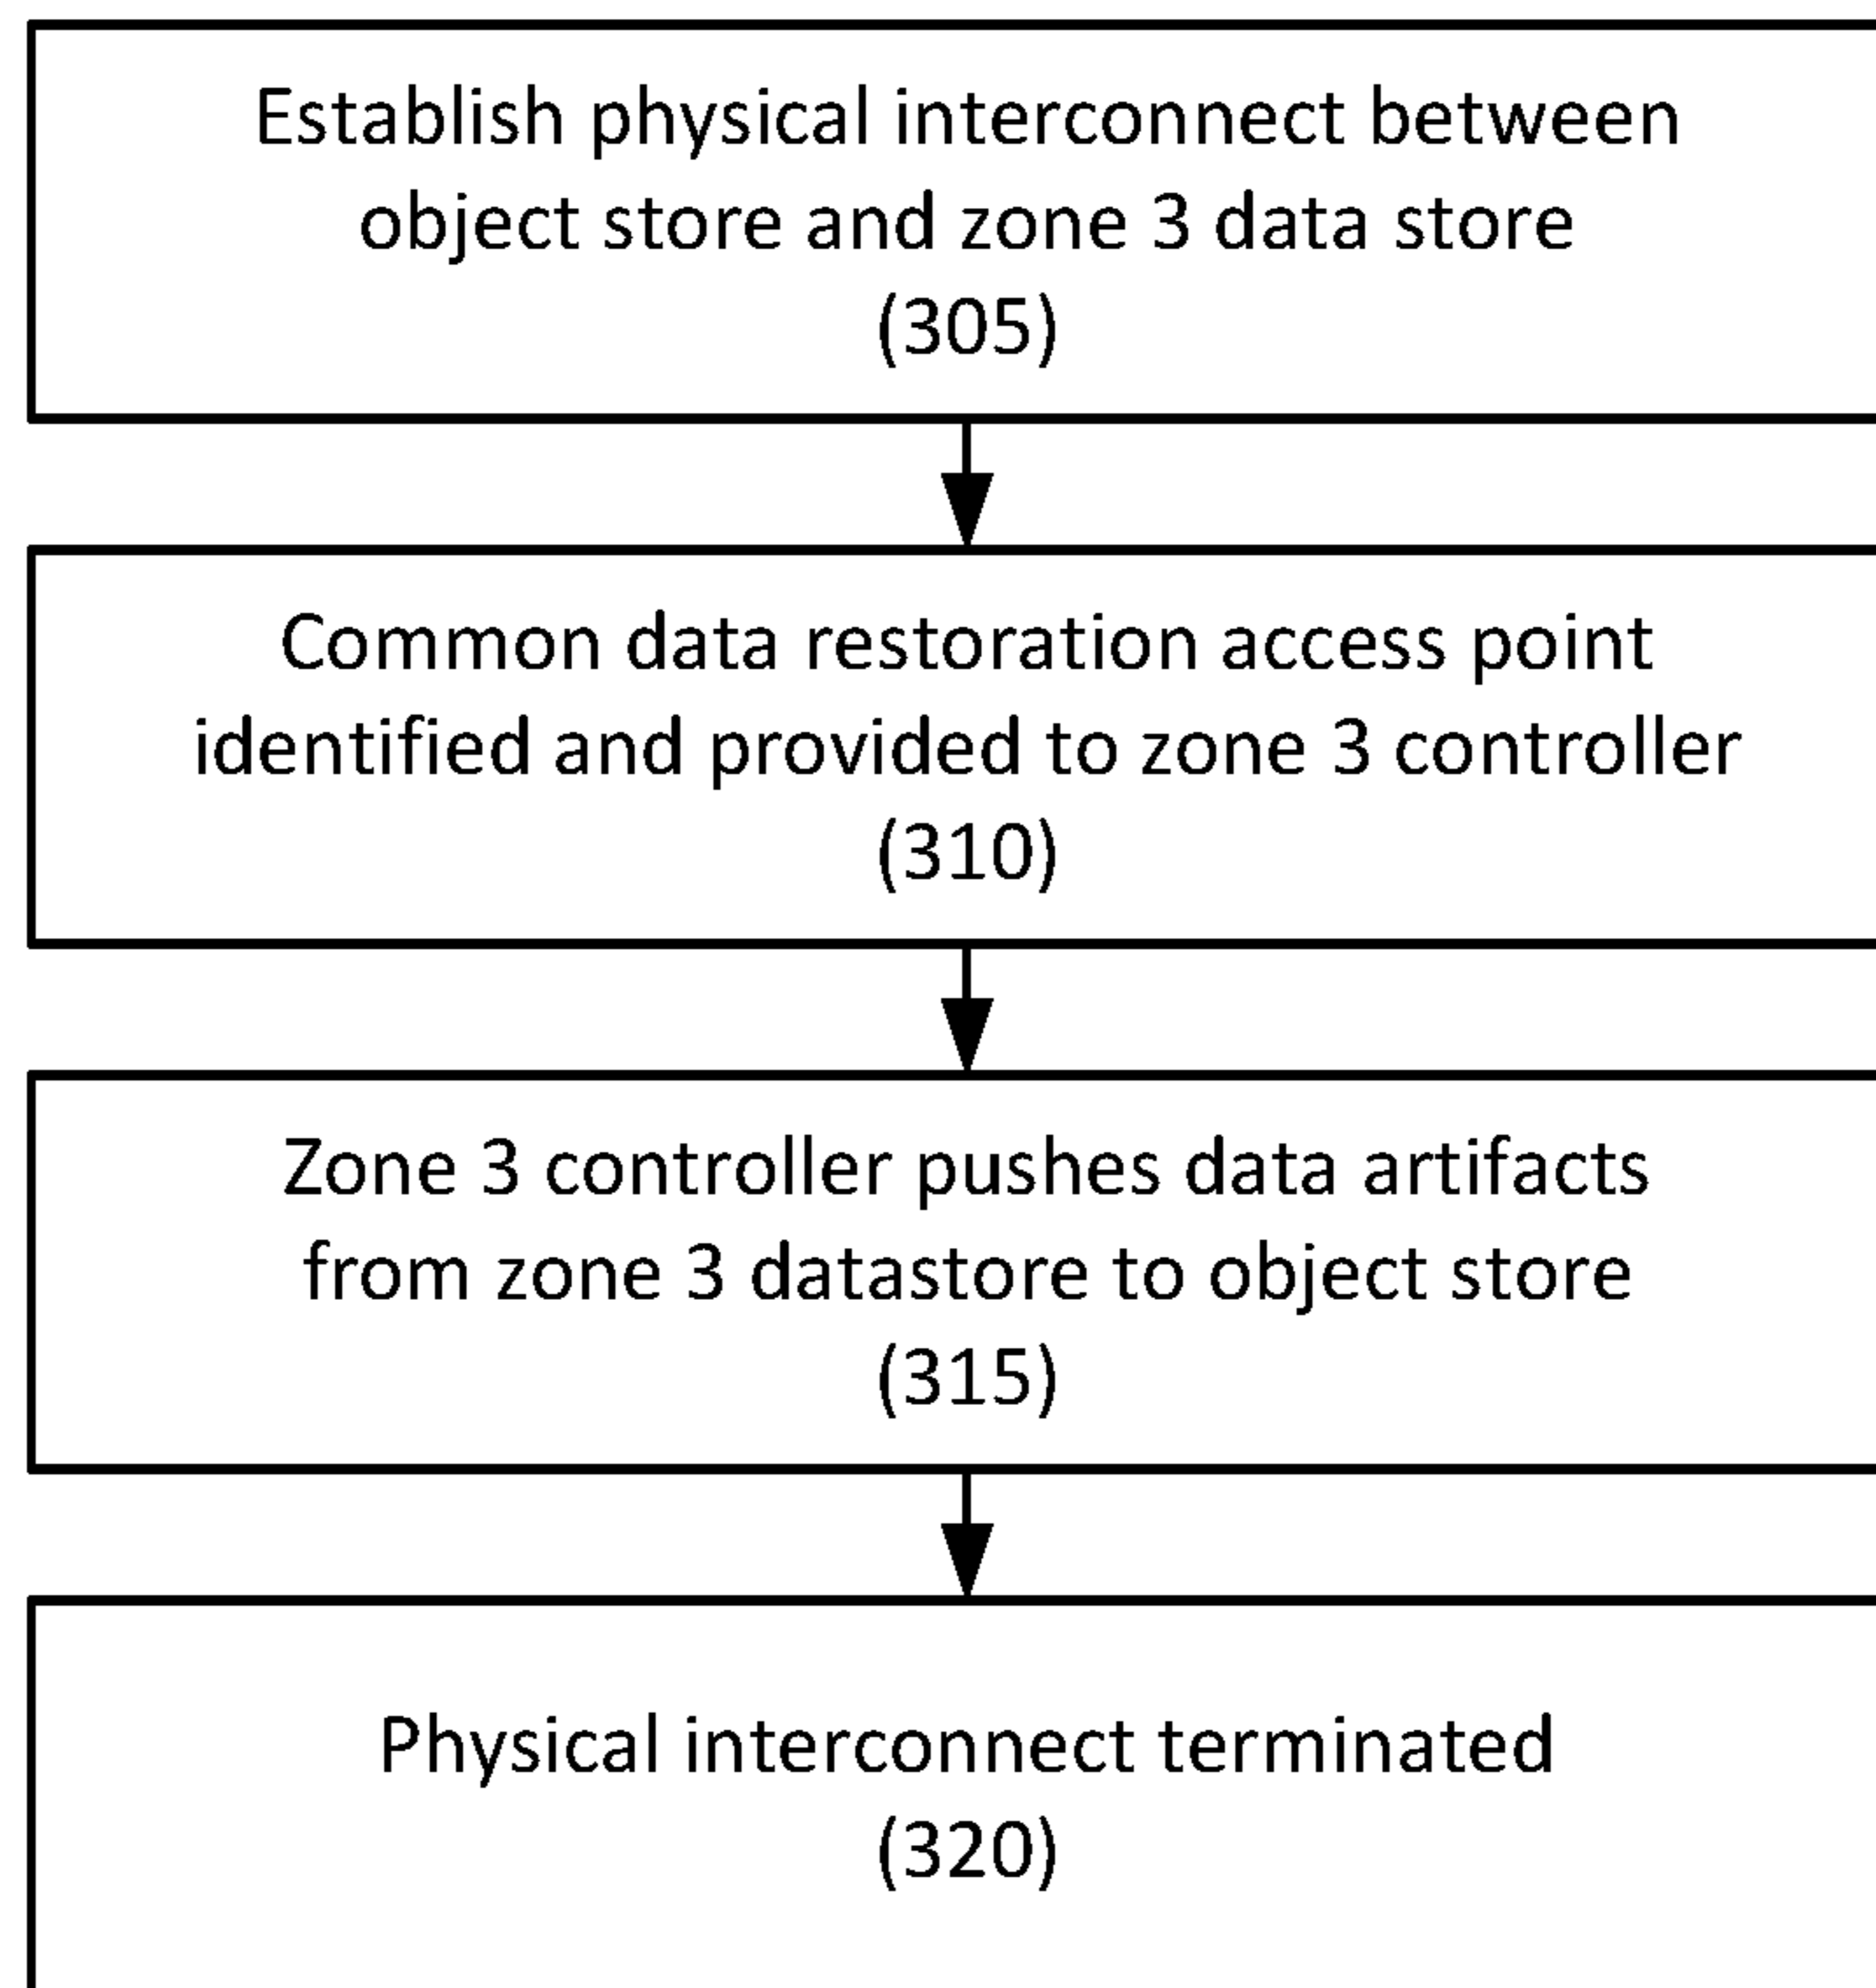 Establish physical interconnect between
object store and zone 3 data store
(305)
Common data restoration access point
identified and provided to zone 3 controller
(310)
Zone 3 controller pushes data artifacts
from zone 3 datastore to object store
(315)
Physical interconnect terminated
(320)